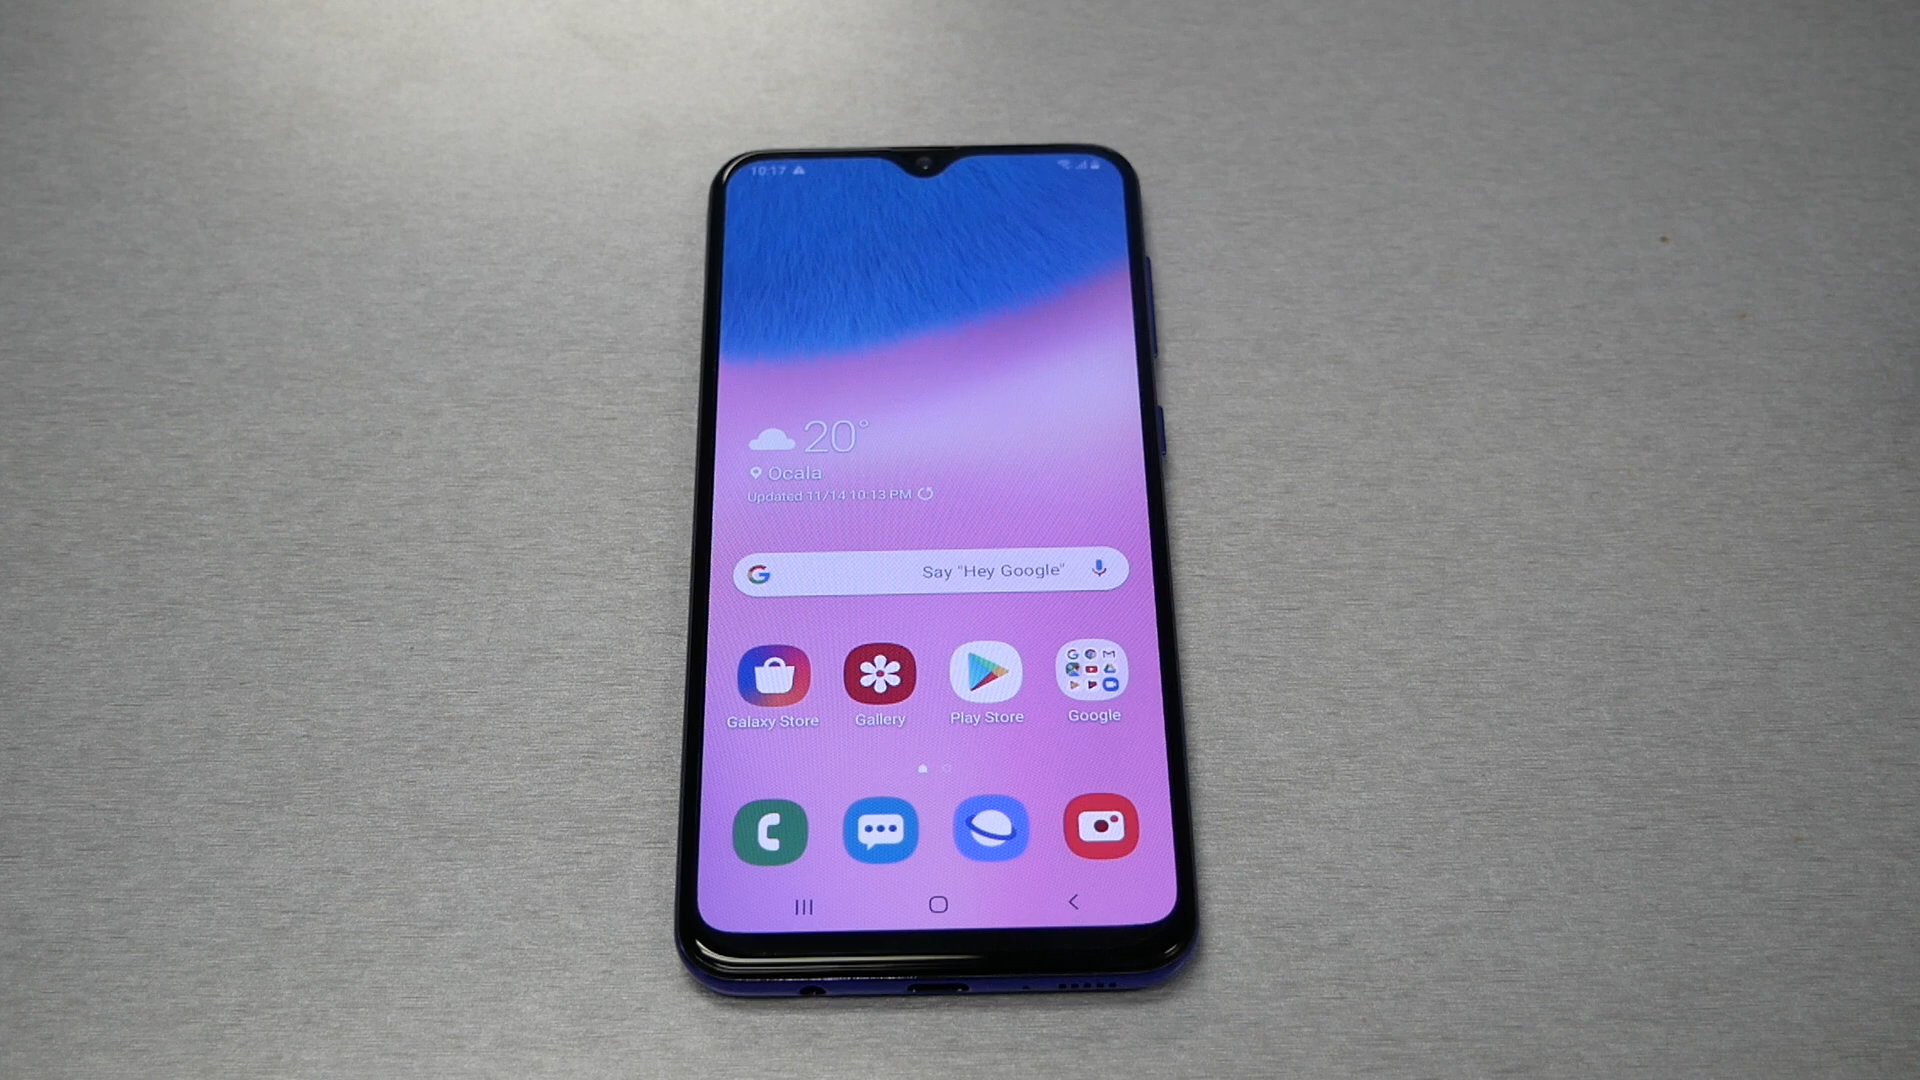 10:17
20°
Ocala
Updated 11/14 10:13 PM
Say "Hey Google"
Galaxy Store
Gallery
Play Store
Google